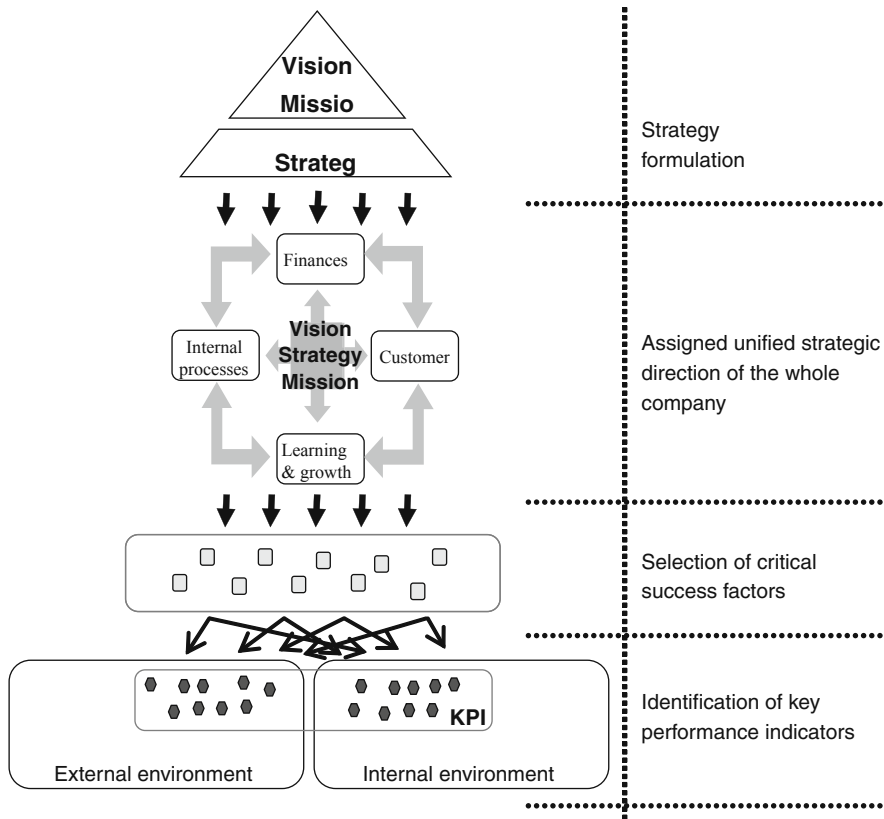 Vision
Missio
Strateg
Strategy
formulation
Finances
Internal
processes
Vision
Strategy
Mission
Customer
Learning
& growth
Assigned unified strategic
direction of the whole
company
Selection of critical
success factors
KPI
External environment
Internal environment
Identification of key
performance indicators